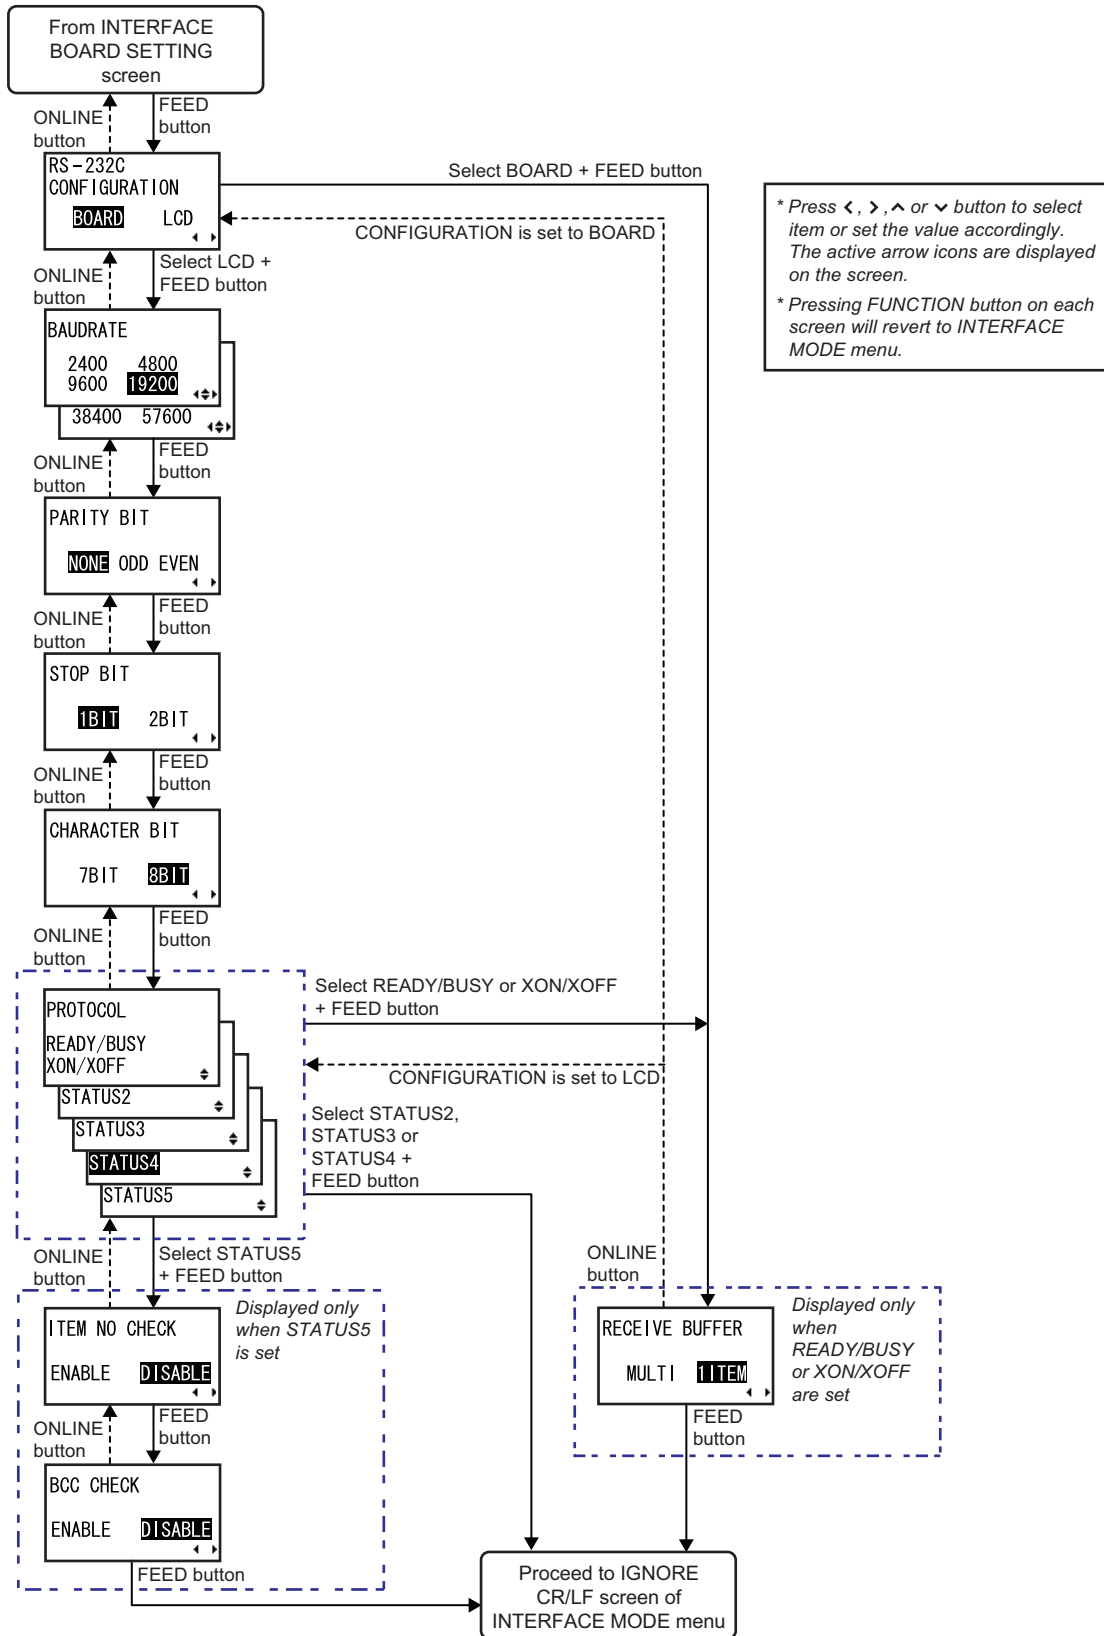 From INTERFACE
BOARD SETTING
screen
ONLINE
button
FEED
button
RS-232C
CONFIGURATION
BOARD LCD
Select BOARD + FEED button
CONFIGURATION is set to BOARD
* Press <, >, ∧ or ∨ button to select
item or set the value accordingly.
The active arrow icons are displayed
on the screen.
* Pressing FUNCTION button on each
screen will revert to INTERFACE
MODE menu.
ONLINE
button
Select LCD +
FEED button
BAUDRATE
2400 4800
9600 19200
38400 57600
ONLINE
button
FEED
button
PARITY BIT
NONE ODD EVEN
ONLINE
button
FEED
button
STOP BIT
1BIT 2BIT
ONLINE
button
FEED
button
CHARACTER BIT
7BIT 8BIT
ONLINE
button
FEED
button
PROTOCOL
READY/BUSY
XON/XOFF
STATUS2
STATUS3
STATUS4
STATUS5
Select READY/BUSY or XON/XOFF
+ FEED button
CONFIGURATION is set to LCD
Select STATUS2,
STATUS3 or
STATUS4 +
FEED button
ONLINE
button
Select STATUS5
+ FEED button
ONLINE
button
ITEM NO CHECK
ENABLE DISABLE
Displayed only
when STATUS5
is set
RECEIVE BUFFER
MULTI 1ITEM
Displayed only
when
READY/BUSY
or XON/XOFF
are set
ONLINE
button
FEED
button
FEED
button
BCC CHECK
ENABLE DISABLE
FEED button
Proceed to IGNORE
CR/LF screen of
INTERFACE MODE menu